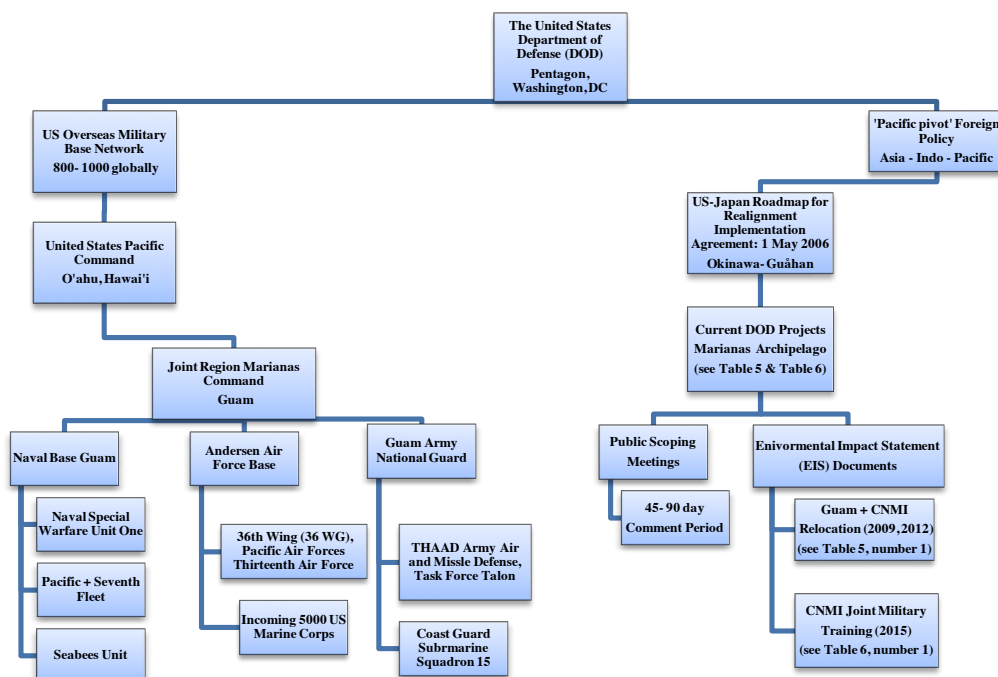 The United States
Department of
Defense (DOD)
Pentagon,
Washington, DC
US Overseas Military
Base Network
800- 1000 globally
'Pacific pivot' Foreign
Policy
Asia - Indo - Pacific
United States Pacific
Command
O'ahu, Hawai'i
US-Japan Roadmap for
Realignment
Implementation
Agreement: 1 May 2006
Okinawa- Guåhan
Joint Region Marianas
Command
Guam
Current DOD Projects
Marianas Archipelago
(see Table 5 & Table 6)
Naval Base Guam
Andersen Air
Force Base
Guam Army
National Guard
Public Scoping
Meetings
Enivormental Impact Statement
(EIS) Documents
Naval Special
Warfare Unit One
Pacific + Seventh
Fleet
Seabees Unit
36th Wing (36 WG),
Pacific Air Forces
Thirteenth Air Force
Incoming 5000 US
Marine Corps
THAAD Army Air
and Missle Defense,
Task Force Talon
Coast Guard
Subrmarine
Squadron 15
45- 90 day
Comment Period
Guam + CNMI
Relocation (2009, 2012)
(see Table 5, number 1)
CNMI Joint Military
Training (2015)
(see Table 6, number 1)